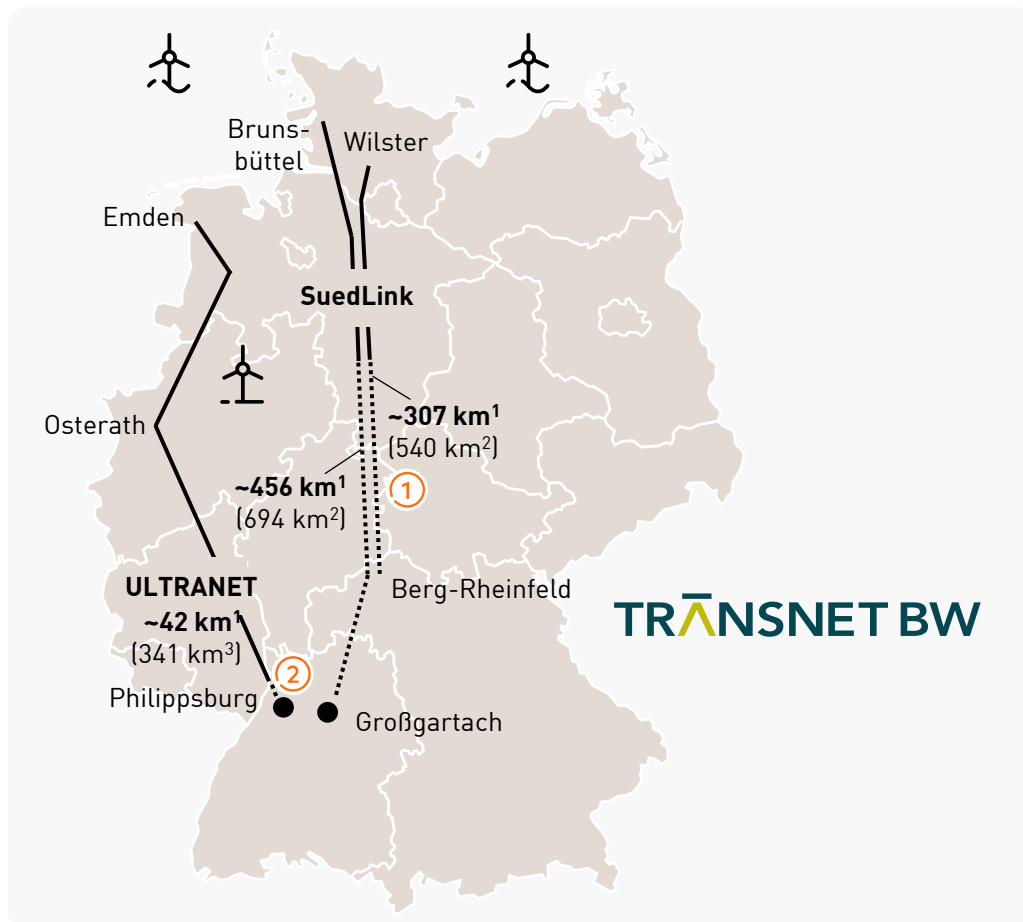 Bruns-
büttel
Wilster
Emden
SuedLink
~307 km¹
(540 km²)
Osterath
~456 km¹
(694 km²)
1
ULTRANET
~42 km¹
(341 km³)
Berg-Rheinfeld
TRANSNET BW
2
Philippsburg
Großgartach